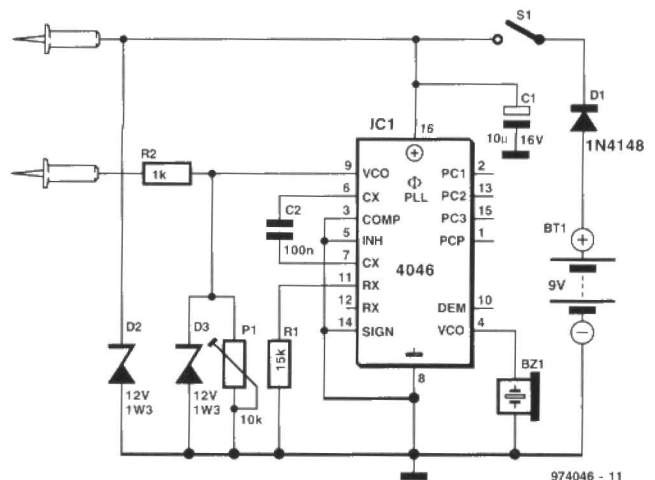 S1
D1
1N4148
C1
10µ 16V
JC1
16
R2
1k
9 VCO
Φ
PLL
PC1 2
6 CX
PC2 13
3 COMP
PC3 15
5 INH
PCP 1
7 CX
4046
11 RX
12 RX
DEM 10
14 SIGN
VCO 4
8
C2
100n
BT1
9V
D2
12V
1W3
D3
12V
1W3
P1
10k
R1
15k
BZ1
974046 - 11